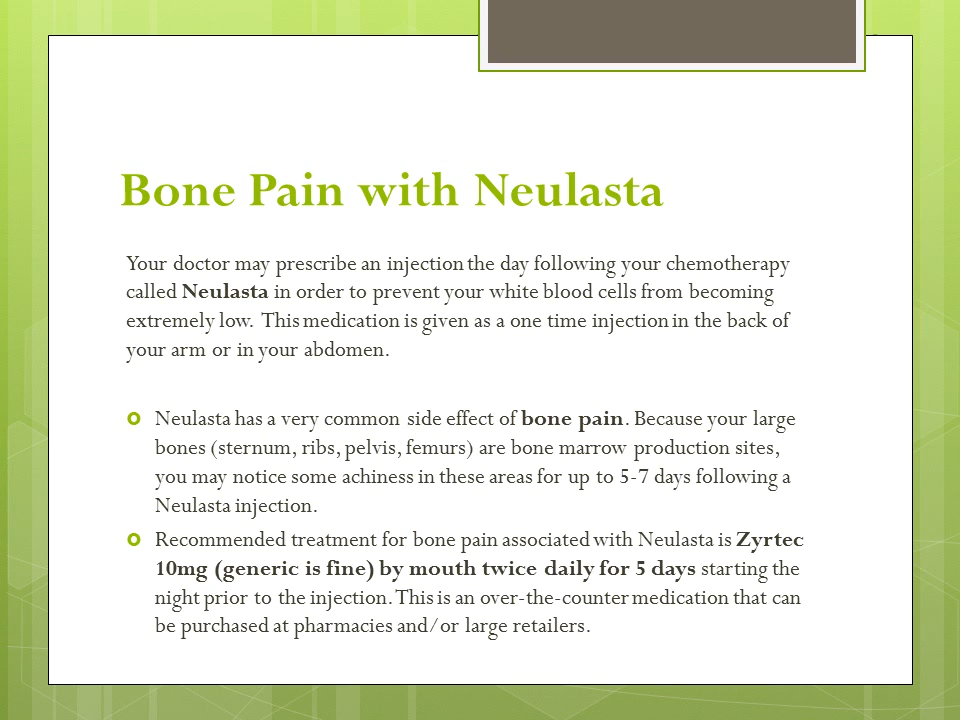 Bone Pain with Neulasta
Your doctor may prescribe an injection the day following your chemotherapy
called Neulasta in order to prevent your white blood cells from becoming
extremely low. This medication is given as a one time injection in the back of
your arm or in your abdomen.
Neulasta has a very common side effect of bone pain. Because your large
bones (sternum, ribs, pelvis, femurs) are bone marrow production sites,
you may notice some achiness in these areas for up to 5-7 days following a
Neulasta injection.
Recommended treatment for bone pain associated with Neulasta is Zyrtec
10mg (generic is fine) by mouth twice daily for 5 days starting the
night prior to the injection. This is an over-the-counter medication that can
be purchased at pharmacies and/or large retailers.